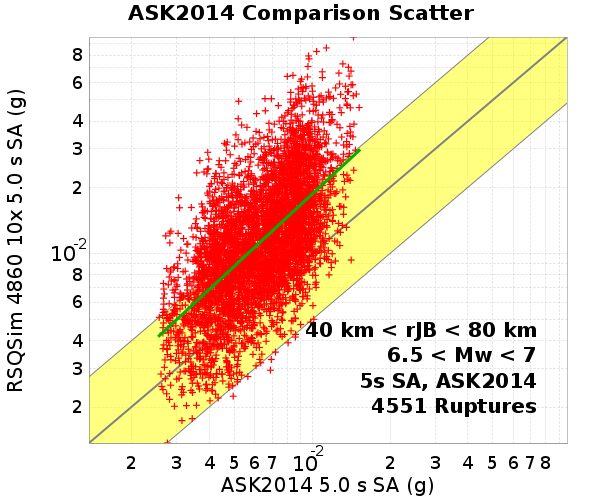 ASK2014 Comparison Scatter
RSQSim 4860 10x 5.0 s SA (g)
8
6
4
3
2
10-2
8
6
4
3
2
40 km < rJB < 80 km
6.5 < Mw < 7
5s SA, ASK2014
4551 Ruptures
2 3 4 5 6 7 10-2 2 3 4 5 6 7 8
ASK2014 5.0 s SA (g)